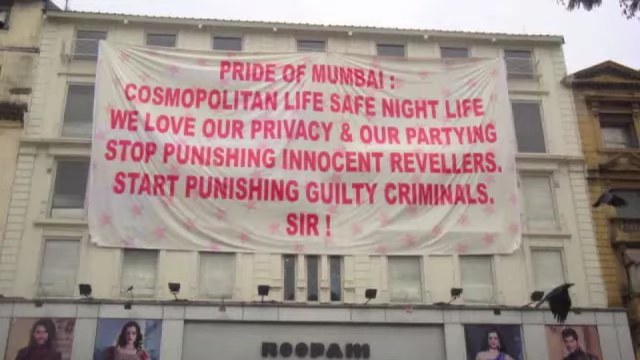 PRIDE OF MUMBAI :
COSMOPOLITAN LIFE SAFE NIGHT LIFE
WE LOVE OUR PRIVACY & OUR PARTYING
STOP PUNISHING INNOCENT REVELLERS.
START PUNISHING GUILTY CRIMINALS.
SIR !
ROOPAM